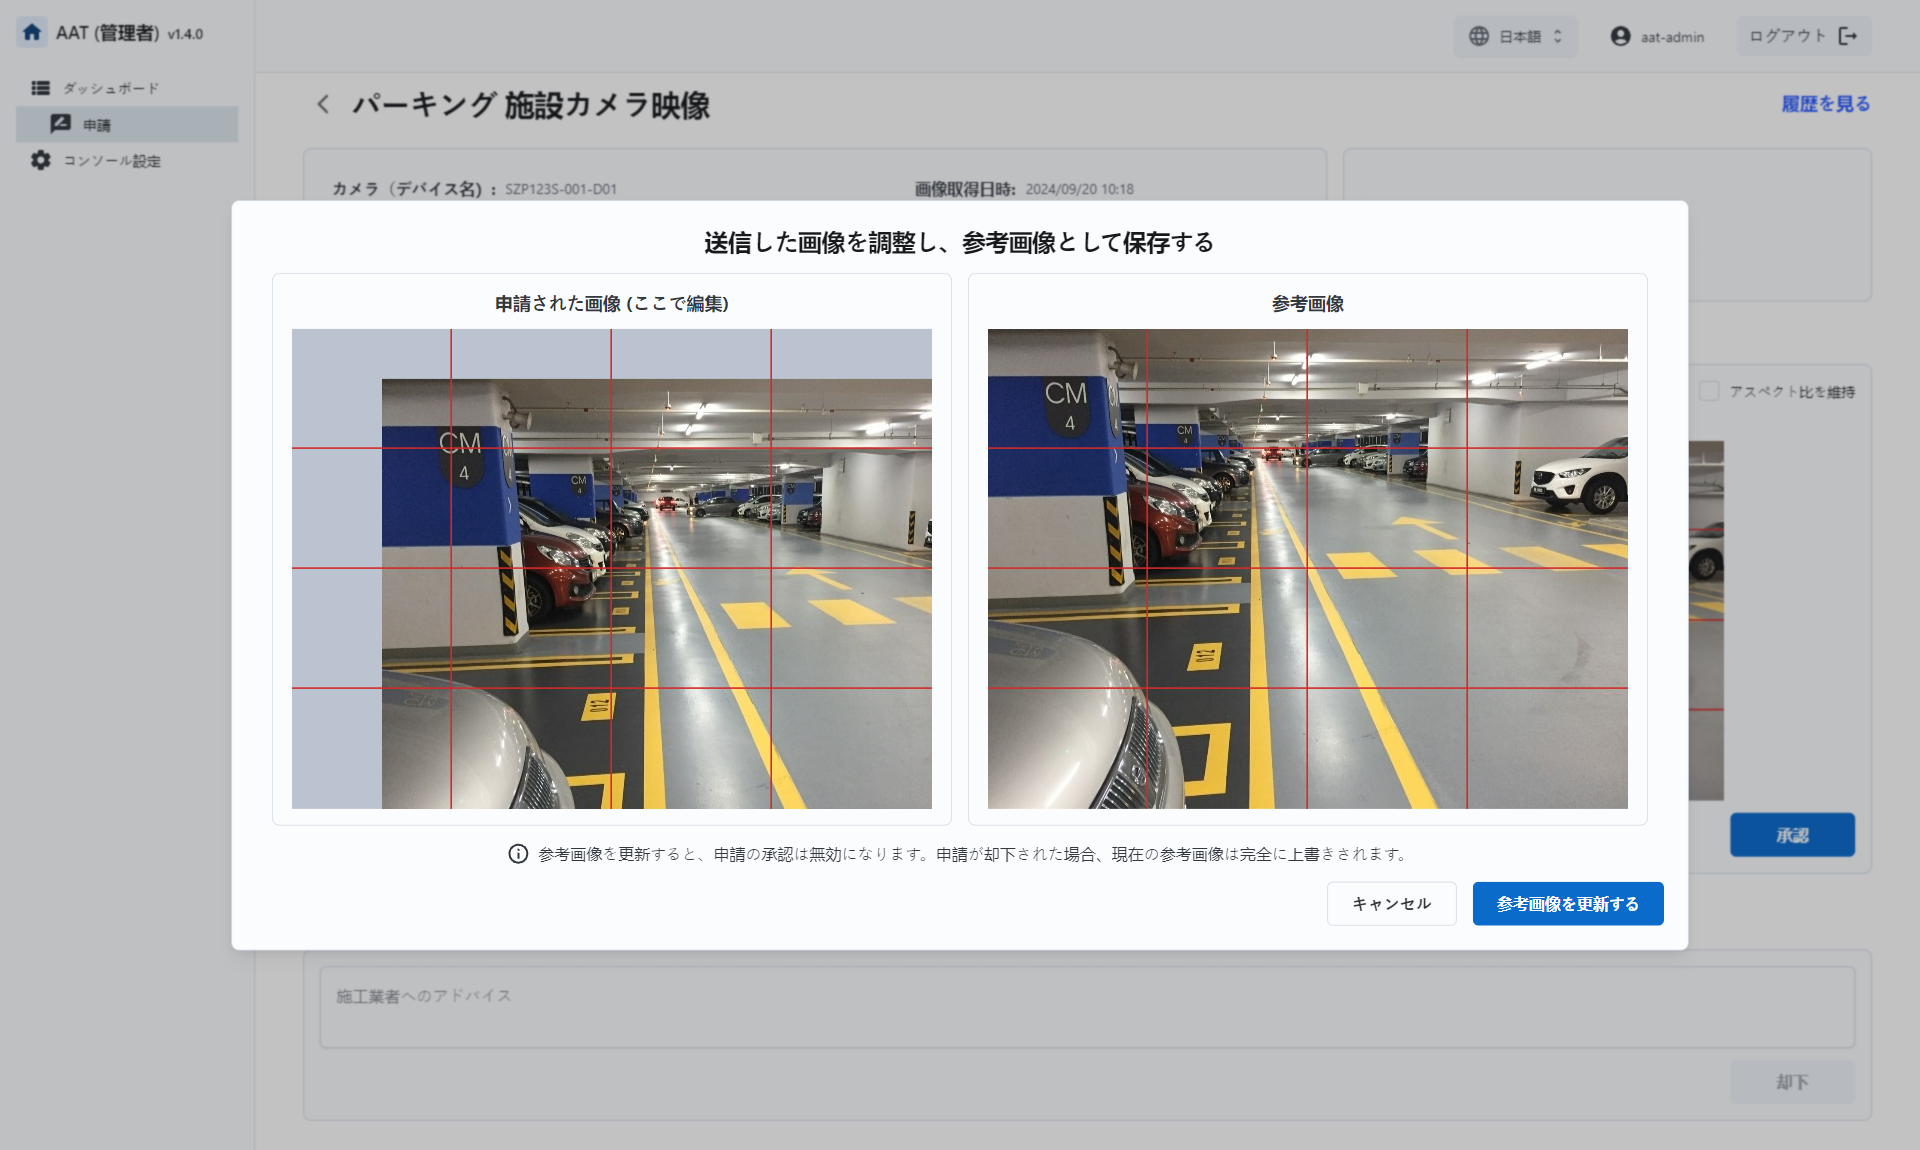 AAT (管理者) v1.4.0
日本語
aat-admin
ログアウト
ダッシュボード
申請
コンソール設定
パーキング 施設カメラ映像
履歴を見る
カメラ（デバイス名）： SZP123S-001-D01
画像取得日時: 2024/09/20 10:18
送信した画像を調整し、参考画像として保存する
申請された画像 (ここで編集)
参考画像
CM
4
CM
4
012
CM
4
CM
4
012
アスペクト比を維持
承認
参考画像を更新すると、申請の承認は無効になります。申請が却下された場合、現在の参考画像は完全に上書きされます。
キャンセル
参考画像を更新する
施工業者へのアドバイス
却下